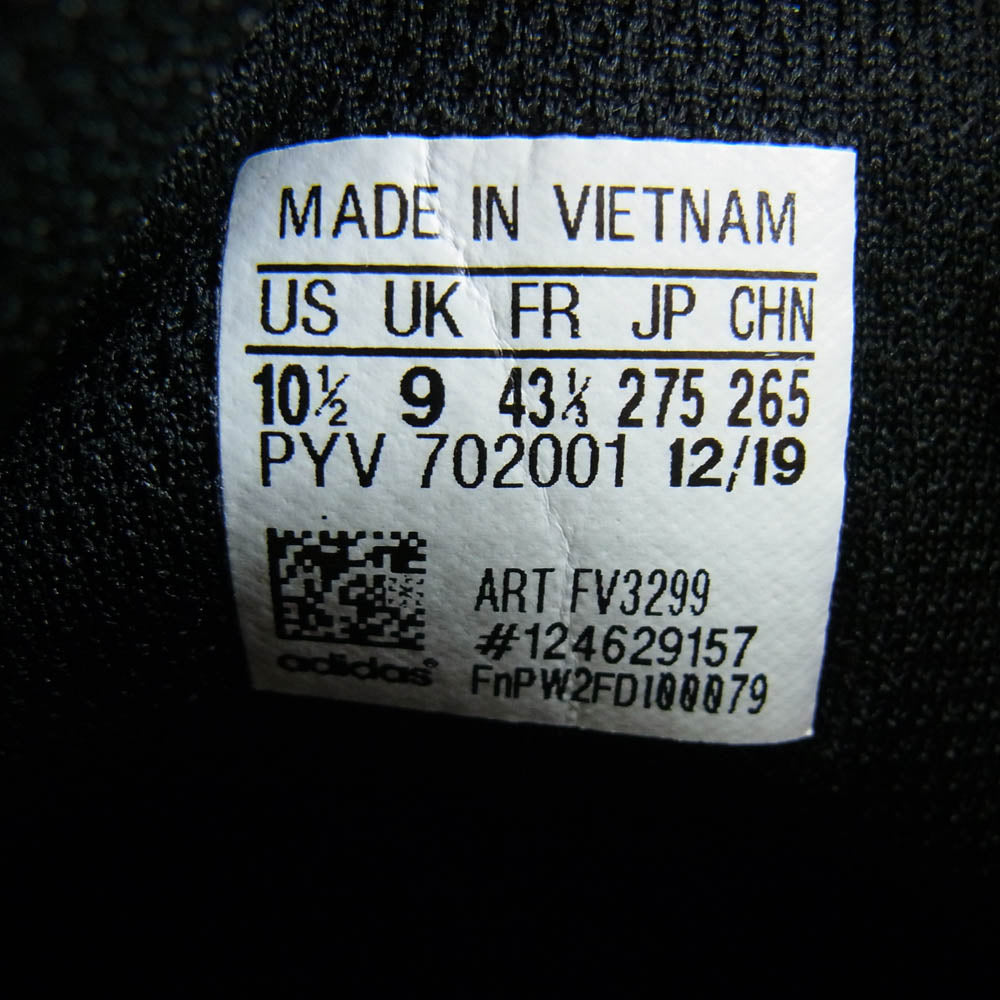 MADE IN VIETNAM
US UK FR JP CHN
10½ 9 43⅓ 275 265
PYV 702001 12/19
ART FV3299
#124629157
adidas®
FnPW2FDI00079